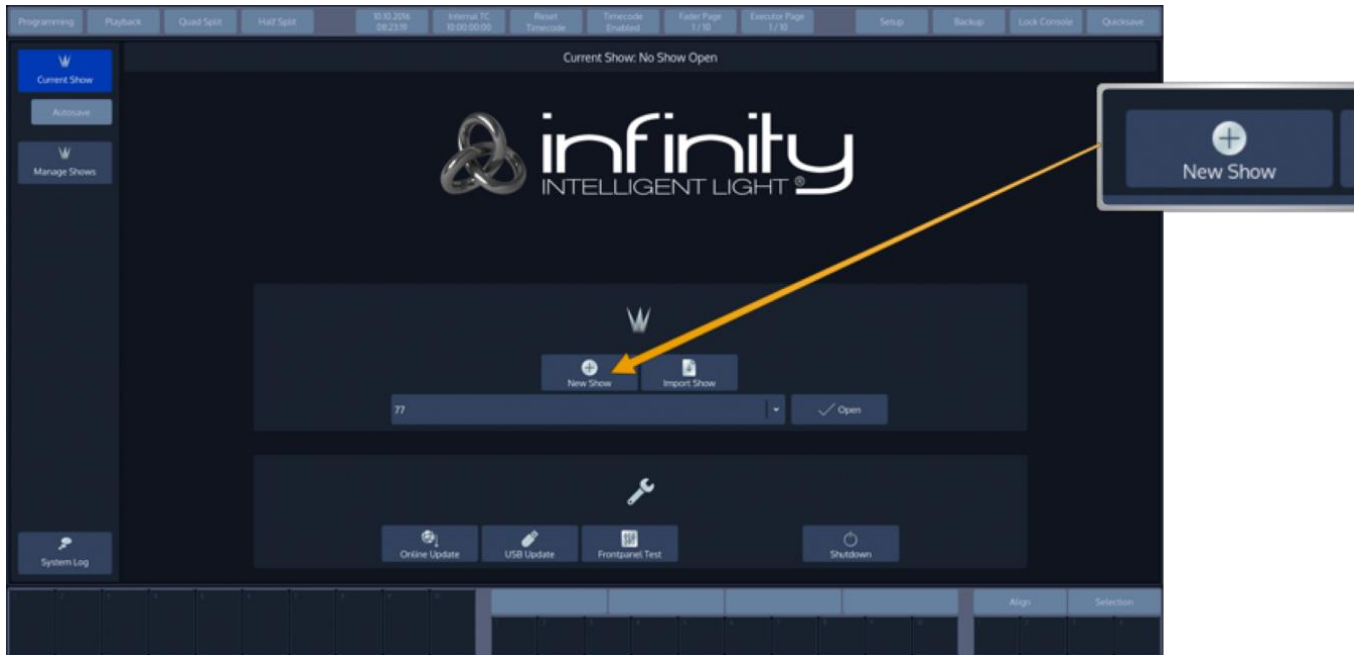 Programming
Playback
Quad Split
Half Split
10.10.2016
08:23:19
Internal TC
10:00:00:00
Reset
Timecode
Timecode
Enabled
Fader Page
1 / 10
Executor Page
1 / 10
Setup
Backup
Lock Console
Quicksave
Current Show
Autosave
Manage Shows
System Log
Current Show: No Show Open
infinity
INTELLIGENT LIGHT ®
New Show
New Show
Import Show
77
Open
Online Update
USB Update
Frontpanel Test
Shutdown
Align
Selection